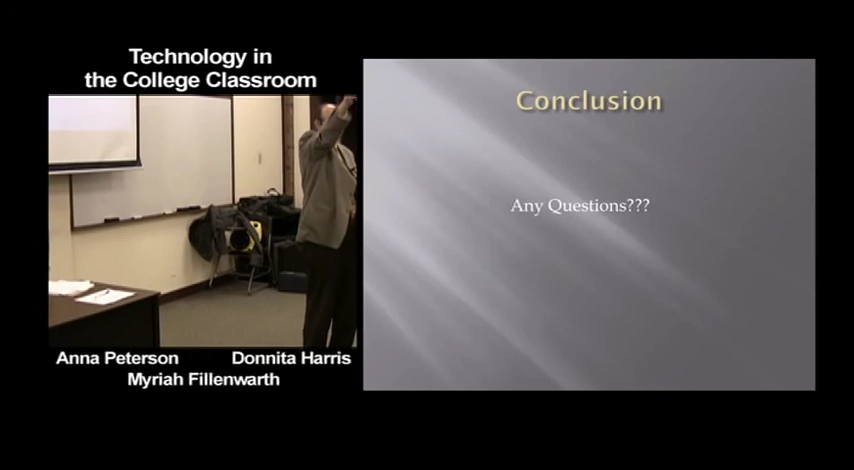 Technology in
the College Classroom
Anna Peterson
Donnita Harris
Myriah Fillenwarth
Conclusion
Any Questions???